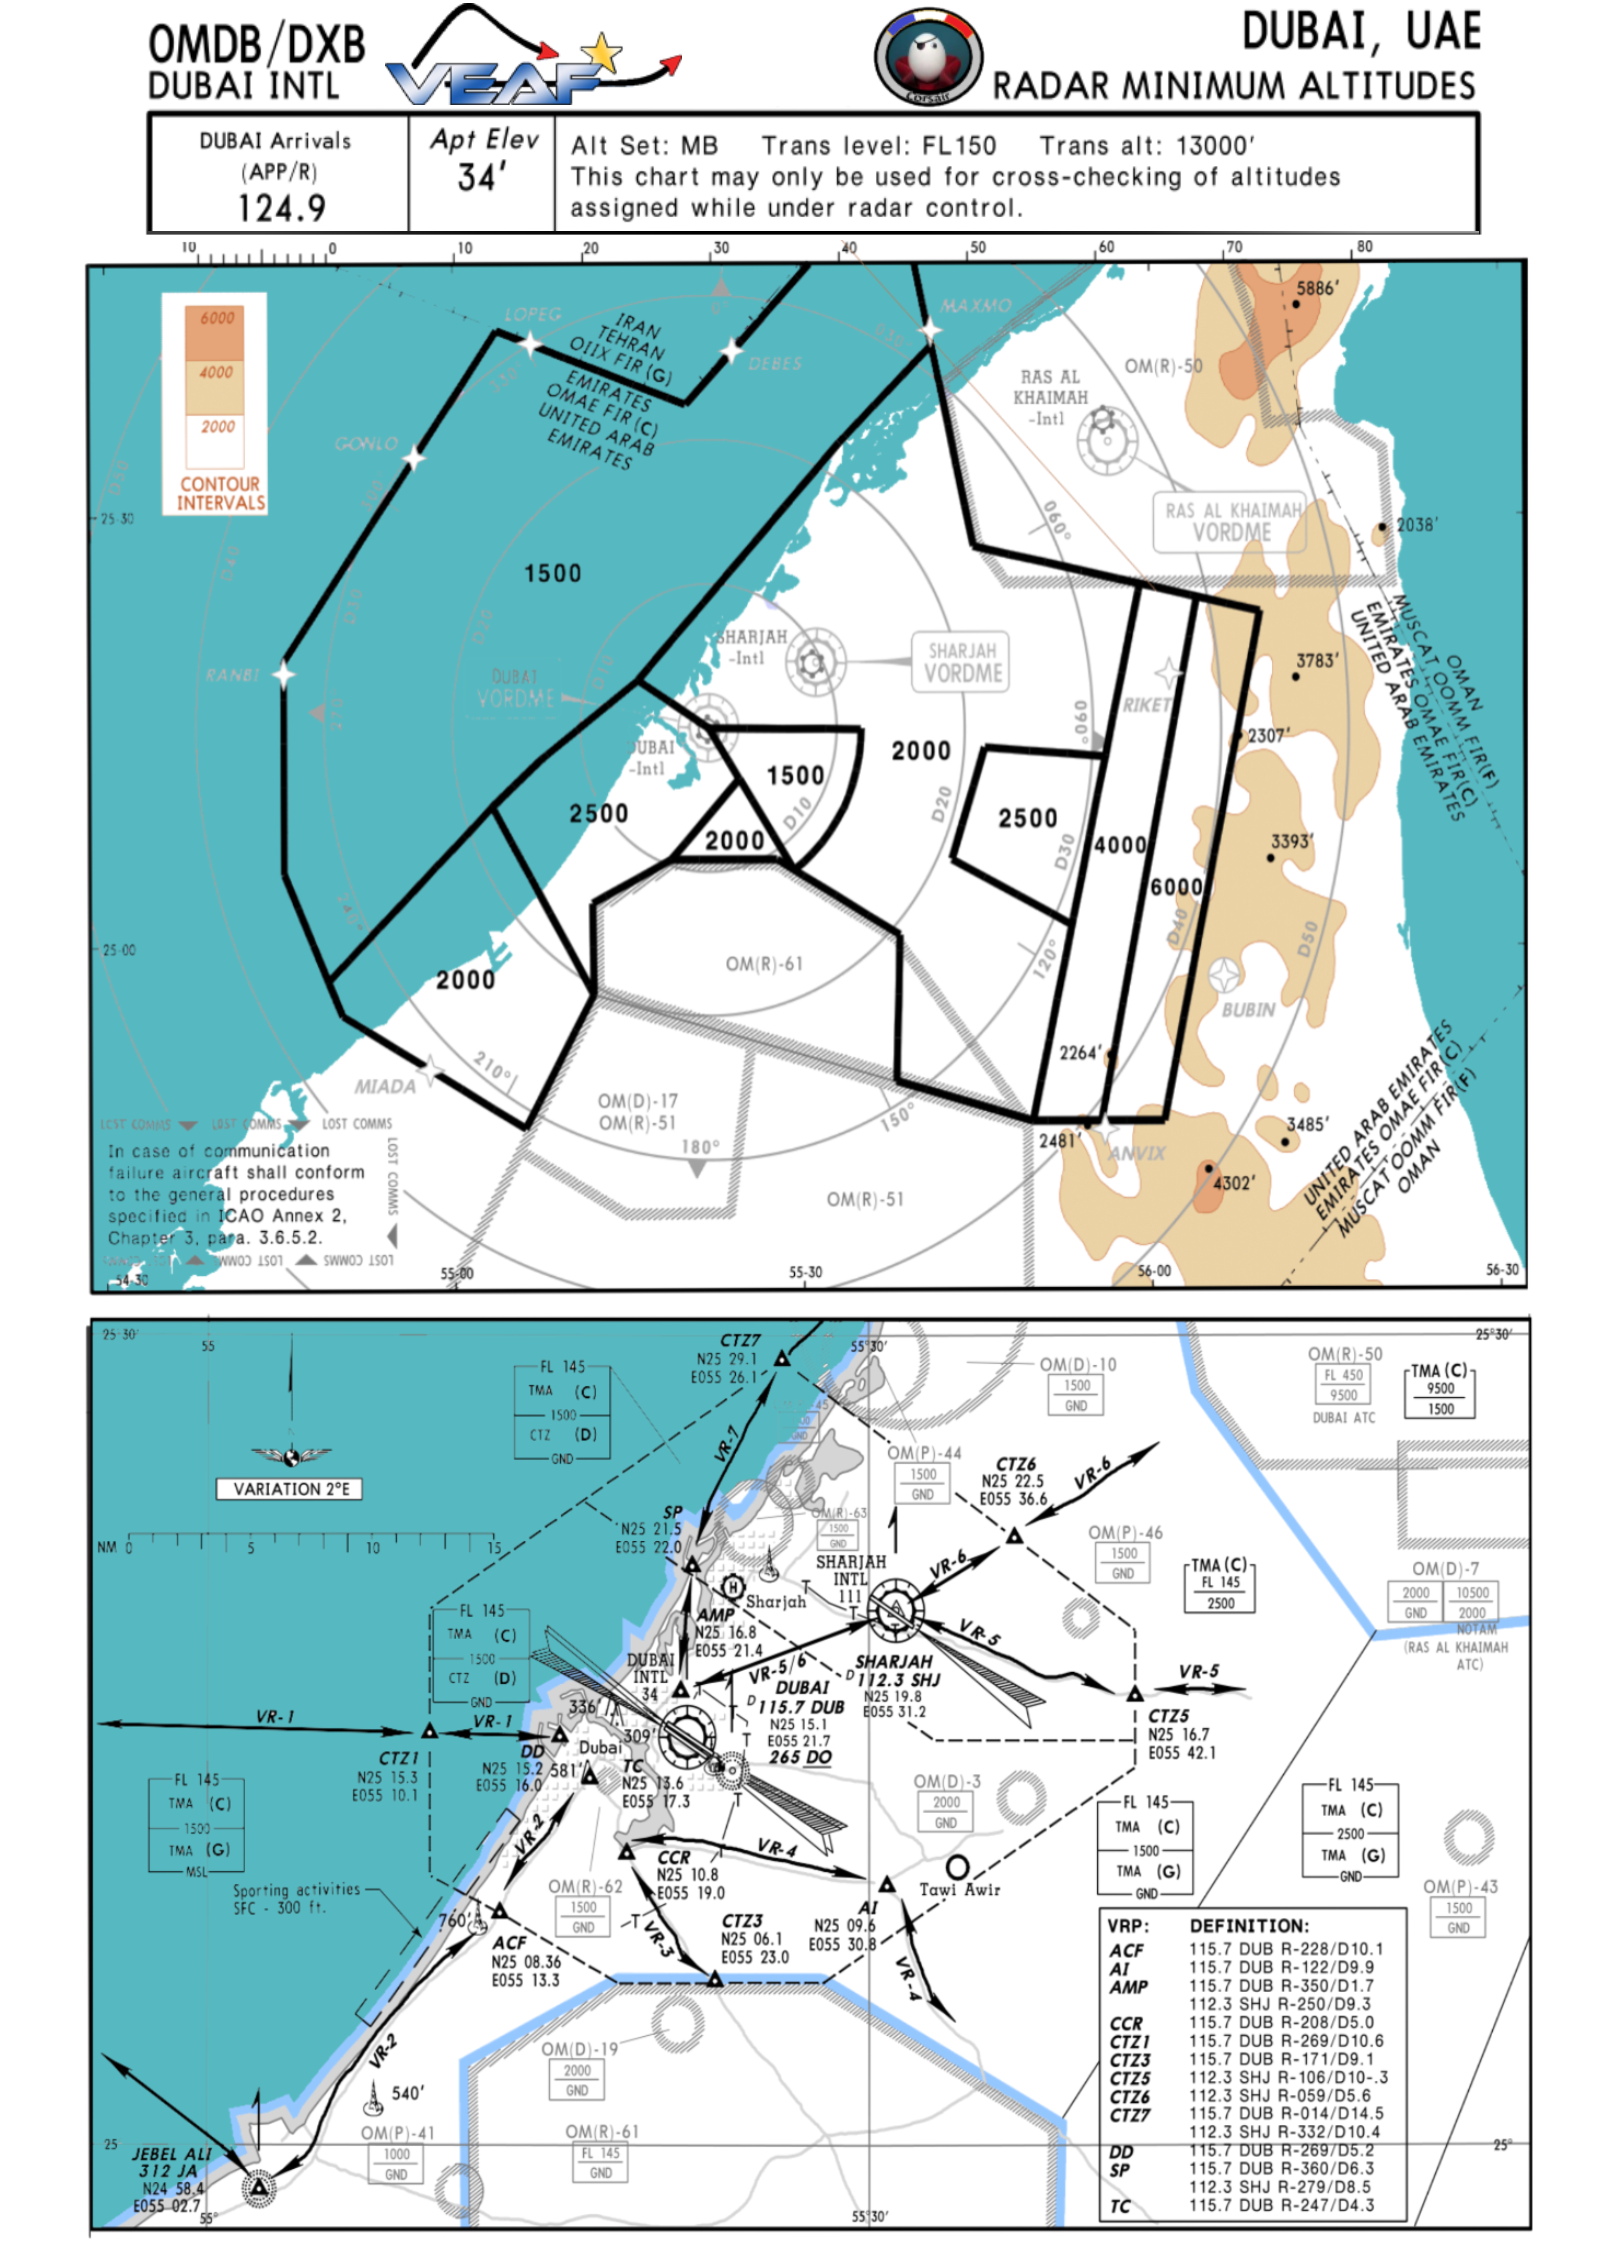 OMDB/DXB
DUBAI INTL
VEAF
Corsair
DUBAI, UAE
RADAR MINIMUM ALTITUDES
DUBAI Arrivals
(APP/R)
124.9
Apt Elev
34'
Alt Set: MB Trans level: FL150 Trans alt: 13000'
This chart may only be used for cross-checking of altitudes
assigned while under radar control.
10 0 10 20 30 40 50 60 70 80
6000
4000
2000
CONTOUR
INTERVALS
LOPEG
IRAN
TEHRAN
OIIX FIR (G)
EMIRATES
OMAE FIR (C)
UNITED ARAB
EMIRATES
DEBES
MAXMO
5886'
OM(R)-50
RAS AL
KHAIMAH
-Intl
GONLO
D50
D40
D30
D20
25-30
060°
RAS AL KHAIMAH
VORDME
2038'
1500
SHARJAH
-Intl
SHARJAH
VORDME
RANBI
270
DUBAI
VORDME
RIKET
3783'
MUSCAT OOMM FIR(F)
OMAN
EMIRATES OMAE FIR(C)
UNITED ARAB EMIRATES
090°
2307'
UBAI
-Intl
1500
2000
2500
2000
D10
D20
2500
D30
4000
3393'
6000
D40
D50
25-00
2000
OM(R)-61
120°
BUBIN
2264'
MIADA
210°
OM(D)-17
OM(R)-51
180°
150°
2481'
ANVIX
3485'
4302'
OM(R)-51
UNITED ARAB EMIRATES
EMIRATES OMAE FIR(C)
MUSCAT OOMM FIR(F)
OMAN
LOST COMMS LOST COMMS LOST COMMS
In case of communication
failure aircraft shall conform
to the general procedures
specified in ICAO Annex 2,
Chapter 3, para. 3.6.5.2.
LOST COMMS
LOST COMMS LOST COMMS
54-30
55-00
55-30
56-00
56-30
25-30'
55
CTZ7
N25 29.1
E055 26.1
55°30'
25°30'
FL 145
TMA (C)
1500
CTZ (D)
GND
OM(D)-10
1500
GND
OM(R)-50
FL 450
9500
DUBAI ATC
TMA (C)
9500
1500
VR-7
OM(P)-44
1500
GND
CTZ6
N25 22.5
E055 36.6
VR-6
VARIATION 2°E
NM 0 5 10 15
SP
N25 21.5
E055 22.0
OM(R)-63
1500
GND
OM(P)-46
1500
GND
SHARJAH
INTL
111
VR-6
TMA (C)
FL 145
2500
OM(D)-7
2000
GND
10500
2000
NOTAM
(RAS AL KHAIMAH
ATC)
Sharjah
AMP
N25 16.8
E055 21.4
FL 145
TMA (C)
1500
CTZ (D)
GND
DUBAI
INTL
34
VR-5/6
VR-5
SHARJAH
D 112.3 SHJ
N25 19.8
E055 31.2
VR-5
DUBAI
D 115.7 DUB
N25 15.1
E055 21.7
265 DO
VR-1
VR-1
336'
309'
CTZ1
N25 15.3
E055 10.1
DD
N25 15.2
E055 16.0
Dubai
581'
TC
N25 13.6
E055 17.3
CTZ5
N25 16.7
E055 42.1
FL 145
TMA (C)
1500
TMA (G)
MSL
OM(D)-3
2000
GND
FL 145
TMA (C)
1500
TMA (G)
GND
FL 145
TMA (C)
2500
TMA (G)
GND
VR-2
VR-4
CCR
N25 10.8
E055 19.0
Tawi Awir
Sporting activities
SFC - 300 ft.
OM(R)-62
1500
GND
OM(P)-43
1500
GND
760'
ACF
N25 08.36
E055 13.3
VR-3
CTZ3
N25 06.1
E055 23.0
AI
N25 09.6
E055 30.8
VR-4
VR-2
OM(D)-19
2000
GND
540'
OM(P)-41
1000
GND
OM(R)-61
FL 145
GND
25
25°
JEBEL ALI
312 JA
N24 58.4
E055 02.7
55°
55°30'
VRP: DEFINITION:
ACF 115.7 DUB R-228/D10.1
AI 115.7 DUB R-122/D9.9
AMP 115.7 DUB R-350/D1.7
112.3 SHJ R-250/D9.3
CCR 115.7 DUB R-208/D5.0
CTZ1 115.7 DUB R-269/D10.6
CTZ3 115.7 DUB R-171/D9.1
CTZ5 112.3 SHJ R-106/D10-.3
CTZ6 112.3 SHJ R-059/D5.6
CTZ7 115.7 DUB R-014/D14.5
112.3 SHJ R-332/D10.4
DD 115.7 DUB R-269/D5.2
SP 115.7 DUB R-360/D6.3
112.3 SHJ R-279/D8.5
TC 115.7 DUB R-247/D4.3